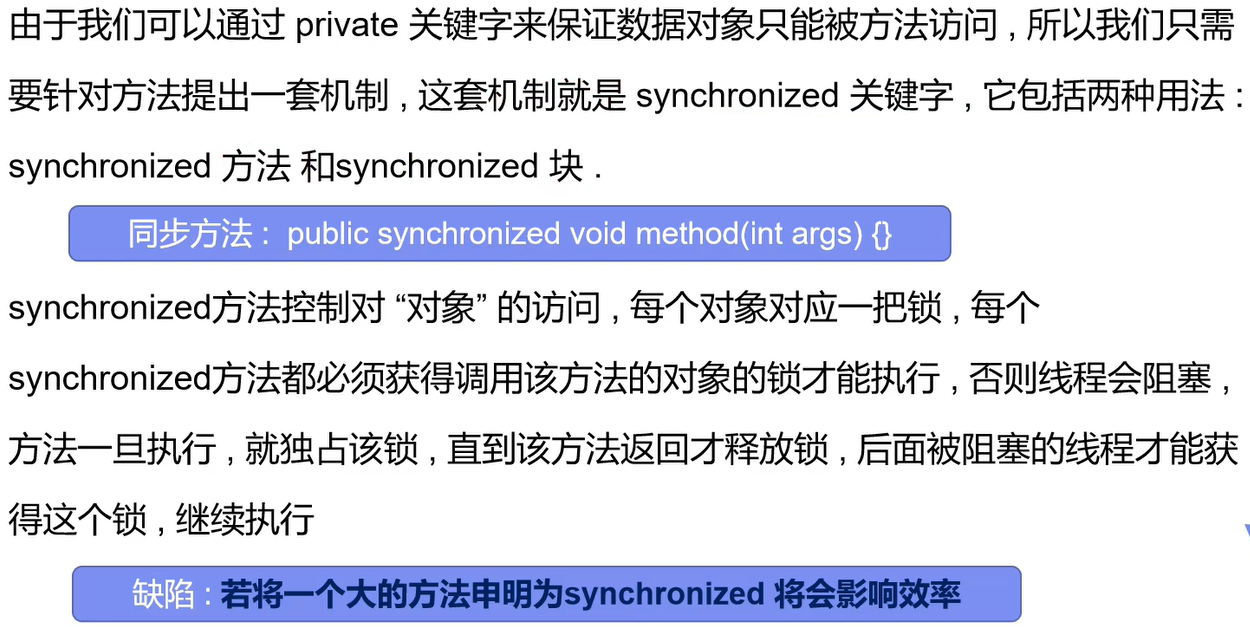 由于我们可以通过 private 关键字来保证数据对象只能被方法访问 , 所以我们只需
要针对方法提出一套机制 , 这套机制就是 synchronized 关键字 , 它包括两种用法 :
synchronized 方法 和synchronized 块 .
同步方法 : public synchronized void method(int args) {}
synchronized方法控制对 “对象” 的访问 , 每个对象对应一把锁 , 每个
synchronized方法都必须获得调用该方法的对象的锁才能执行 , 否则线程会阻塞 ,
方法一旦执行 , 就独占该锁 , 直到该方法返回才释放锁 , 后面被阻塞的线程才能获
得这个锁 , 继续执行
缺陷 : 若将一个大的方法申明为synchronized 将会影响效率